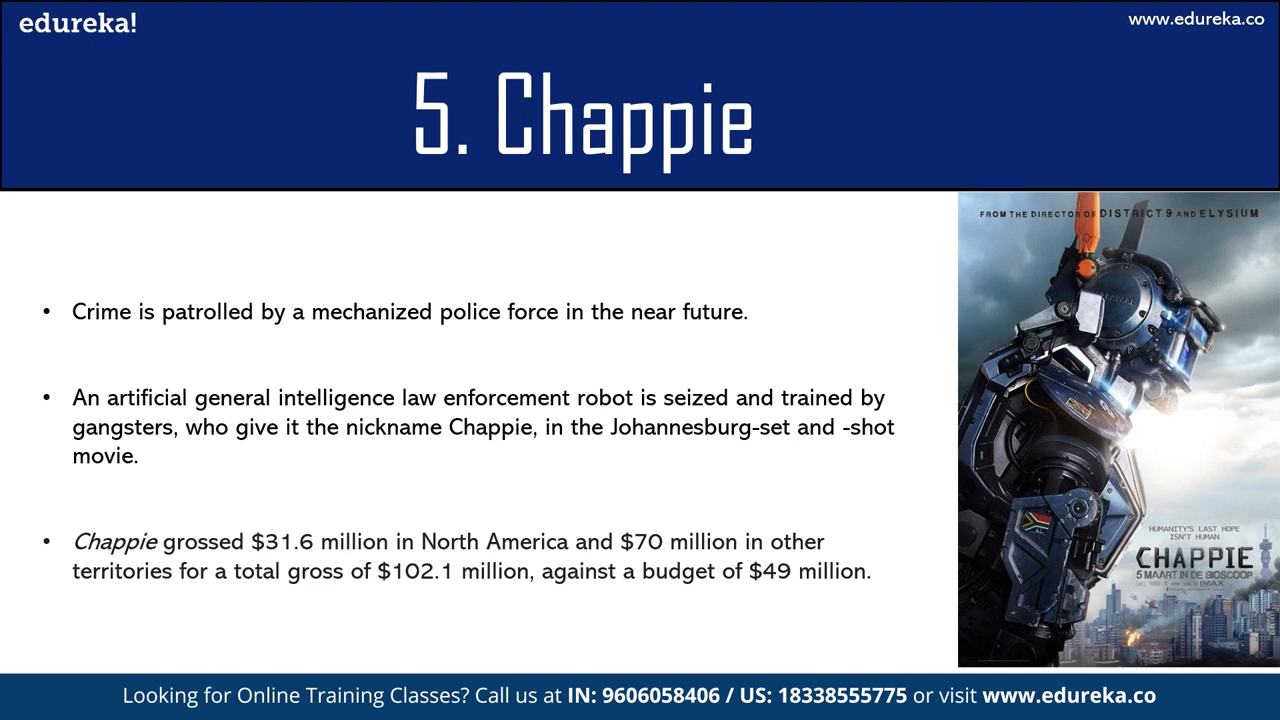 edureka!
www.edureka.co
5. Chappie
• Crime is patrolled by a mechanized police force in the near future.
• An artificial general intelligence law enforcement robot is seized and trained by
gangsters, who give it the nickname Chappie, in the Johannesburg-set and -shot
movie.
• Chappie grossed $31.6 million in North America and $70 million in other
territories for a total gross of $102.1 million, against a budget of $49 million.
FROM THE DIRECTOR OF DISTRICT 9 AND ELYSIUM
HUMANITY'S LAST HOPE
ISN'T HUMAN
CHAPPIE
5 MAART IN DE BIOSCOOP
IMAX
Looking for Online Training Classes? Call us at IN: 9606058406 / US: 18338555775 or visit www.edureka.co